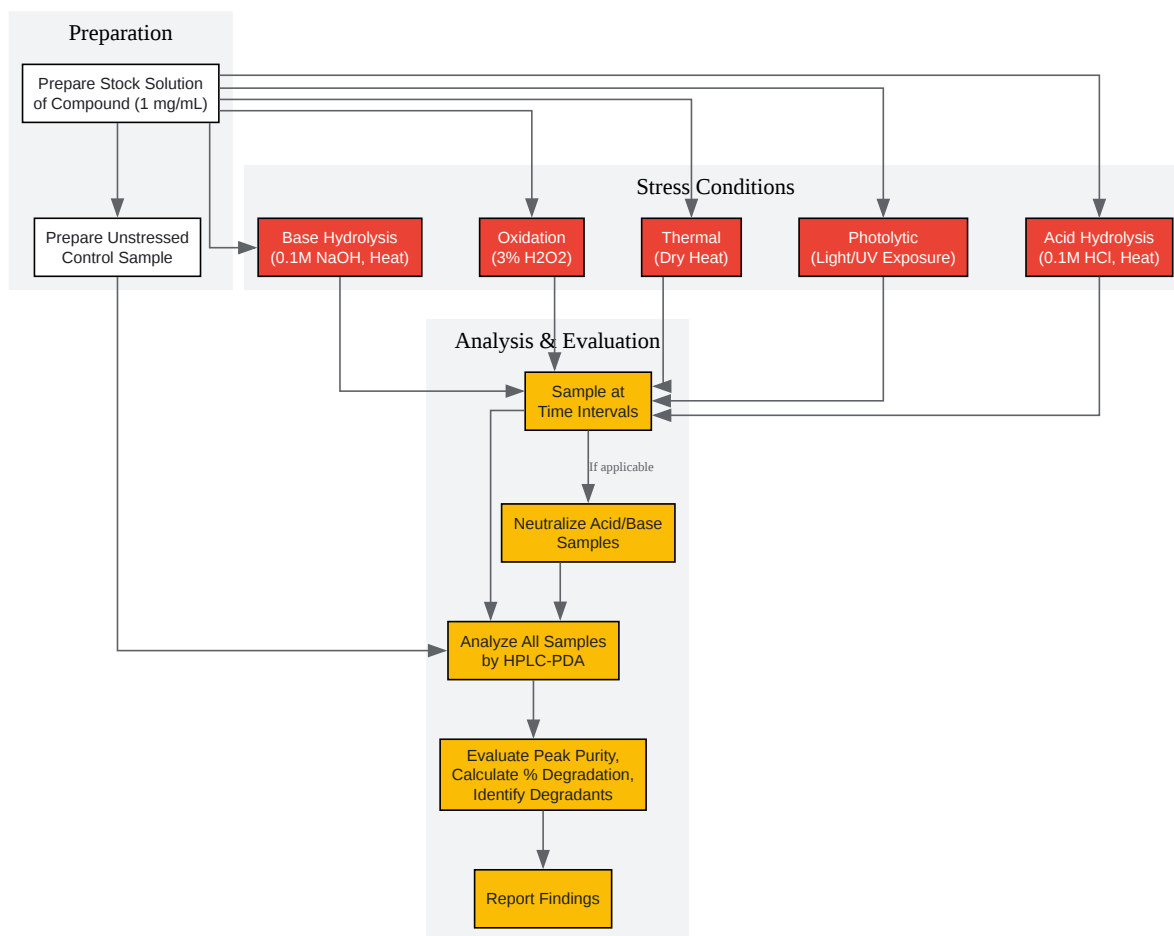 Preparation
Prepare Stock Solution
of Compound (1 mg/mL)
Prepare Unstressed
Control Sample
Stress Conditions
Base Hydrolysis
(0.1M NaOH, Heat)
Oxidation
(3% H2O2)
Thermal
(Dry Heat)
Photolytic
(Light/UV Exposure)
Acid Hydrolysis
(0.1M HCl, Heat)
Analysis & Evaluation
Sample at
Time Intervals
If applicable
Neutralize Acid/Base
Samples
Analyze All Samples
by HPLC-PDA
Evaluate Peak Purity,
Calculate % Degradation,
Identify Degradants
Report Findings